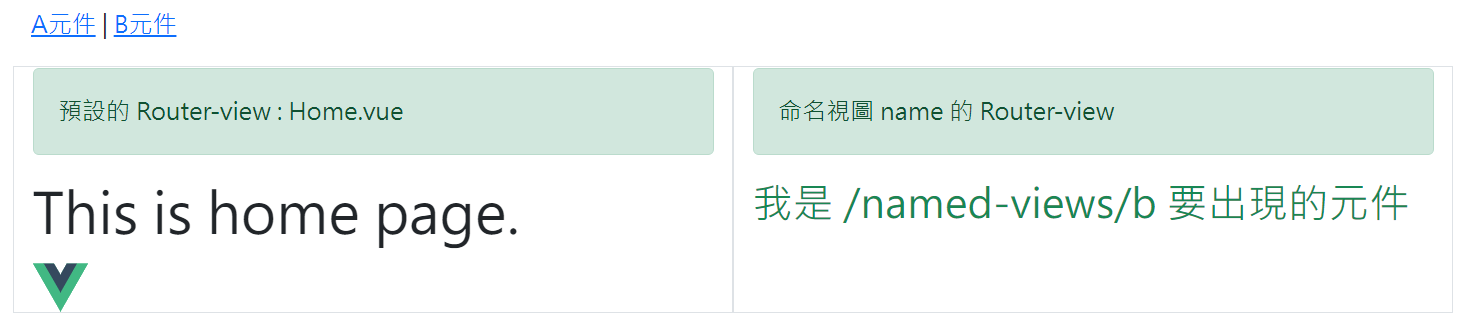 A元件 | B元件
預設的 Router-view : Home.vue
This is home page.
命名視圖 name 的 Router-view
我是 /named-views/b 要出現的元件